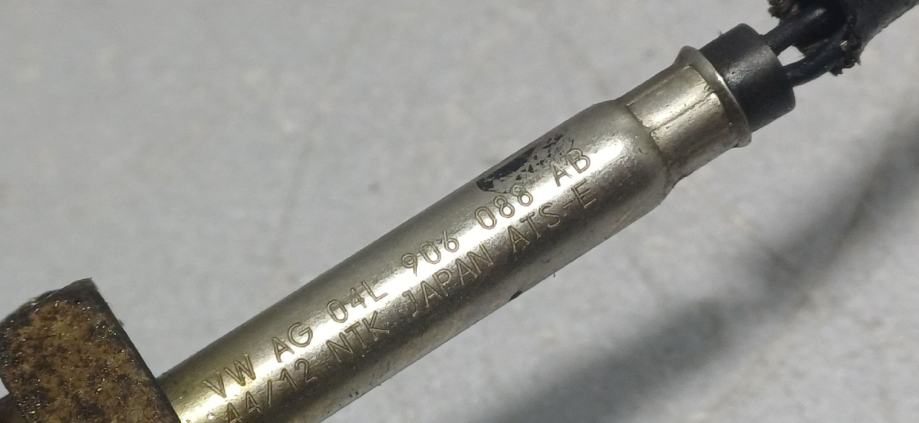 VW AG 04L 906 088 AB
44/12 NTK JAPAN ATS-E